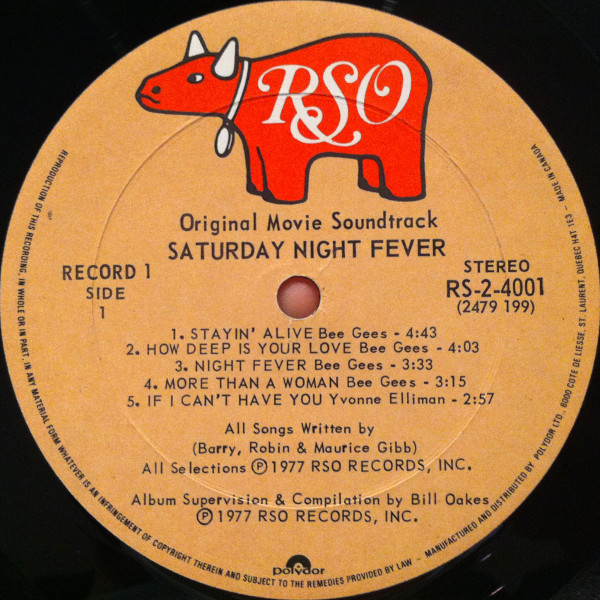 RSO
Original Movie Soundtrack
SATURDAY NIGHT FEVER
RECORD 1
SIDE
1
STEREO
RS-2-4001
(2479 199)
1. STAYIN' ALIVE Bee Gees - 4:43
2. HOW DEEP IS YOUR LOVE Bee Gees - 4:03
3. NIGHT FEVER Bee Gees - 3:33
4. MORE THAN A WOMAN Bee Gees - 3:15
5. IF I CAN'T HAVE YOU Yvonne Elliman - 2:57
All Songs Written by
(Barry, Robin & Maurice Gibb)
All Selections Ⓟ 1977 RSO RECORDS, INC.
Album Supervision & Compilation by Bill Oakes
Ⓟ 1977 RSO RECORDS, INC.
polydor
REPRODUCTION OF THIS RECORDING, IN WHOLE OR IN PART, IN ANY MATERIAL FORM WHATEVER IS AN INFRINGEMENT OF COPYRIGHT THEREIN AND SUBJECT TO THE REMEDIES PROVIDED BY LAW - MANUFACTURED AND DISTRIBUTED BY POLYDOR LTD., 6000 COTE DE LIESSE, ST. LAURENT, QUEBEC H4T 1E3 - MADE IN CANADA